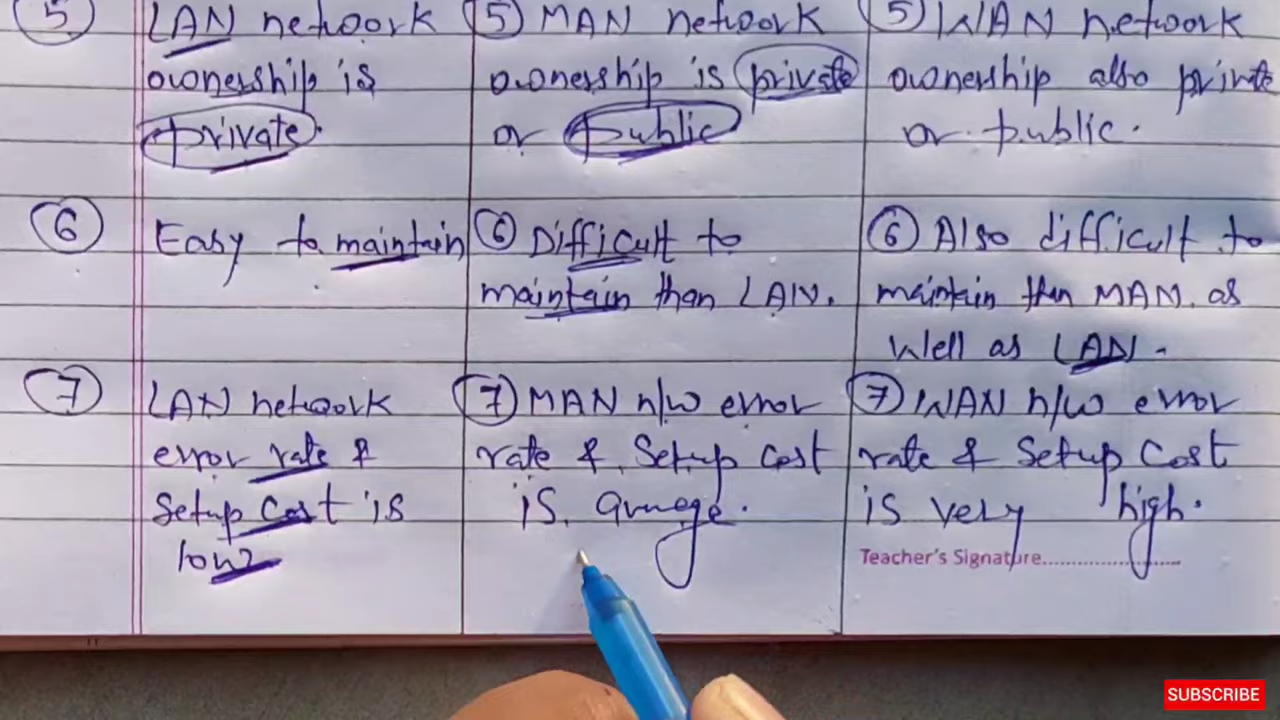 5
LAN network
ownership is
private.
5) MAN network
ownership is private
or public
5) WAN network
ownership also private
or public.
6
Easy to maintain
6 Difficult to
maintain than LAN.
6 Also difficult to
maintain than MAN. as
well as LAN.
7
LAN network
error rate &
Setup Cost is
low
7) MAN n/w error
rate & Setup Cost
is
7) WAN n/w error
rate & Setup Cost
is very high.
Teacher's Signature
SUBSCRIBE